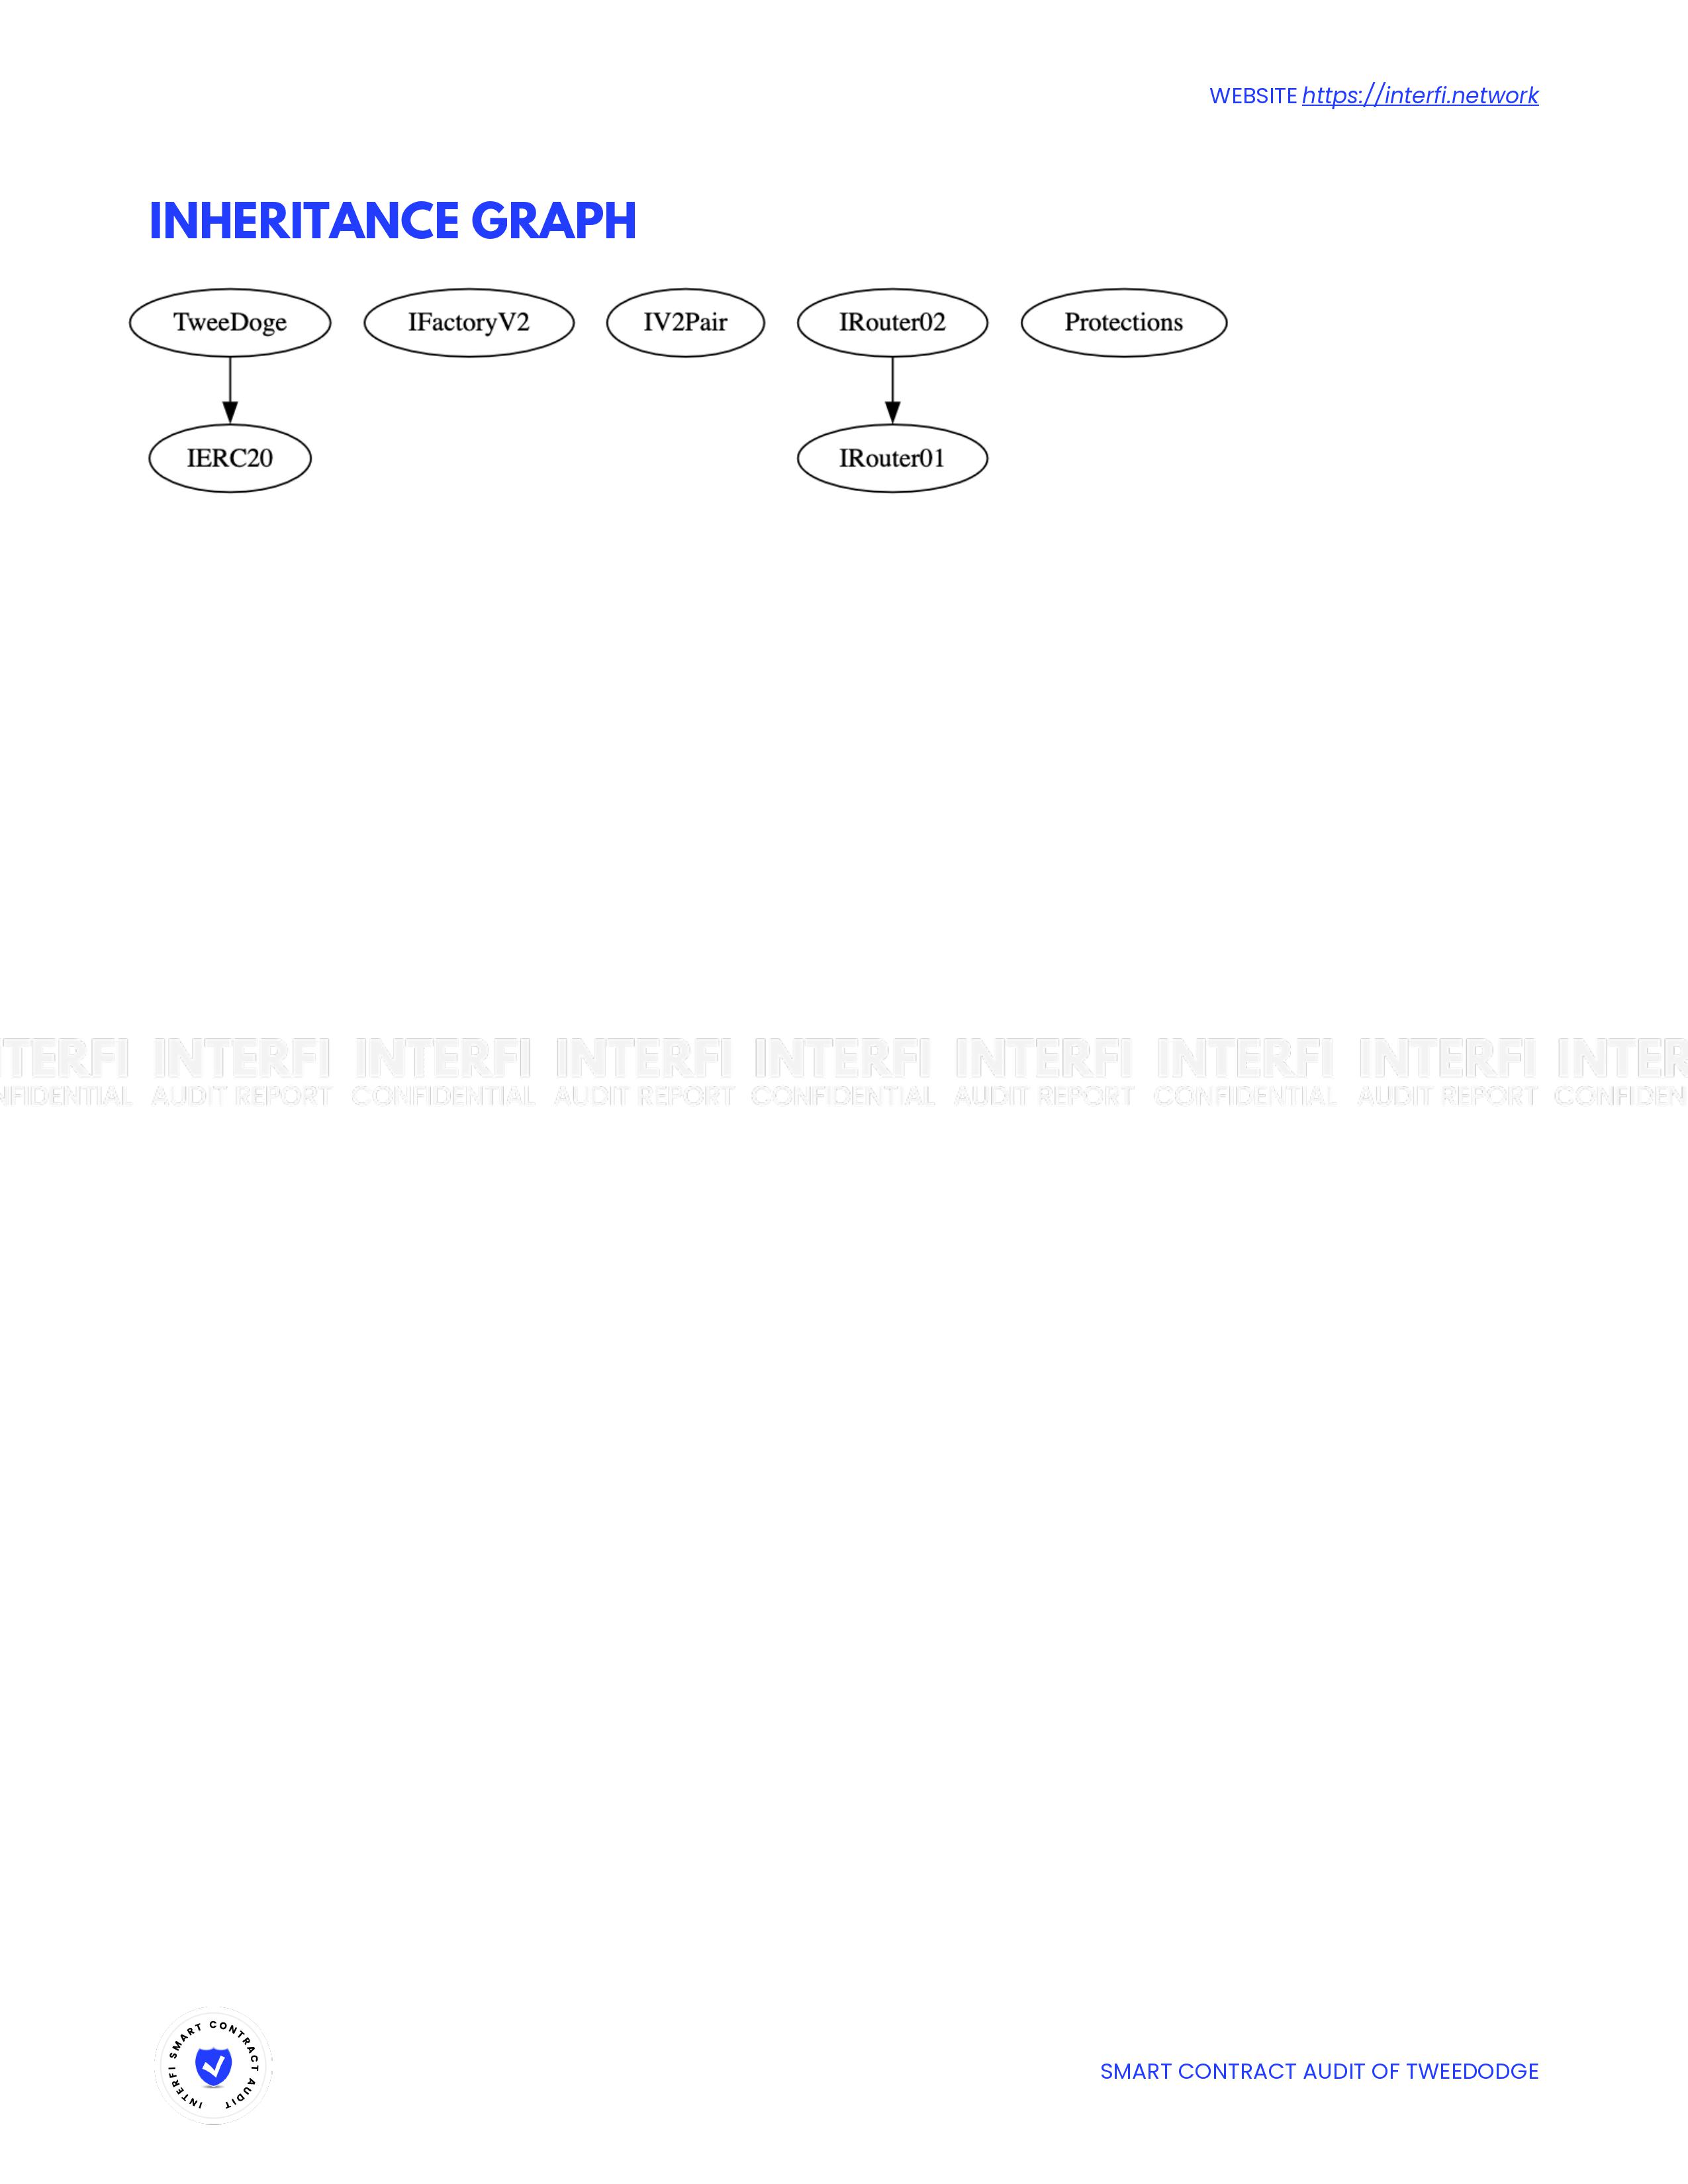 WEBSITE https://interfi.network
INHERITANCE GRAPH
TweeDoge IFactoryV2 IV2Pair IRouter02 Protections
IERC20 IRouter01
TERFI INTERFI INTERFI INTERFI INTERFI INTERFI INTERFI INTERFI INTER
NFIDENTIAL AUDIT REPORT CONFIDENTIAL AUDIT REPORT CONFIDENTIAL AUDIT REPORT CONFIDENTIAL AUDIT REPORT CONFIDEN
INTERFI SMART CONTRACT AUDIT
SMART CONTRACT AUDIT OF TWEEDODGE